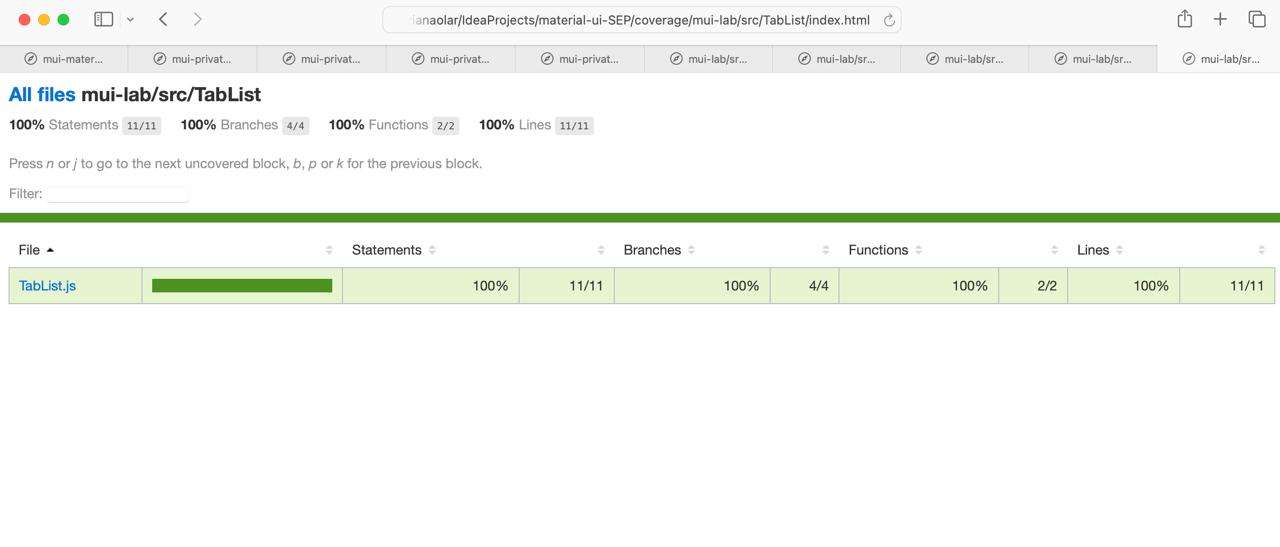 ianaolar/IdeaProjects/material-ui-SEP/coverage/mui-lab/src/TabList/index.html
mui-mater... mui-privat... mui-privat... mui-privat... mui-privat... mui-lab/sr... mui-lab/sr... mui-lab/sr... mui-lab/sr... mui-lab/sr...
All files mui-lab/src/TabList
100% Statements 11/11 100% Branches 4/4 100% Functions 2/2 100% Lines 11/11
Press n or j to go to the next uncovered block, b, p or k for the previous block.
Filter:
File Statements Branches Functions Lines
TabList.js 100% 11/11 100% 4/4 100% 2/2 100% 11/11